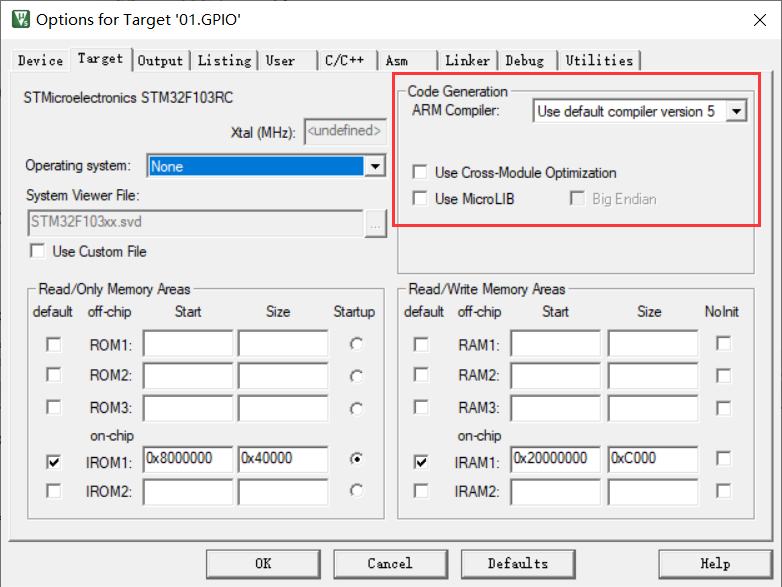 Options for Target '01.GPIO'
Device Target Output Listing User C/C++ Asm Linker Debug Utilities
STMicroelectronics STM32F103RC
Xtal (MHz): <undefined>
Operating system: None
System Viewer File:
STM32F103xx.svd ...
Use Custom File
Code Generation
ARM Compiler: Use default compiler version 5
Use Cross-Module Optimization
Use MicroLIB Big Endian
Read/Only Memory Areas
default off-chip Start Size Startup
ROM1:
ROM2:
ROM3:
on-chip
IROM1: 0x8000000 0x40000
IROM2:
Read/Write Memory Areas
default off-chip Start Size NoInit
RAM1:
RAM2:
RAM3:
on-chip
IRAM1: 0x20000000 0xC000
IRAM2:
OK Cancel Defaults Help